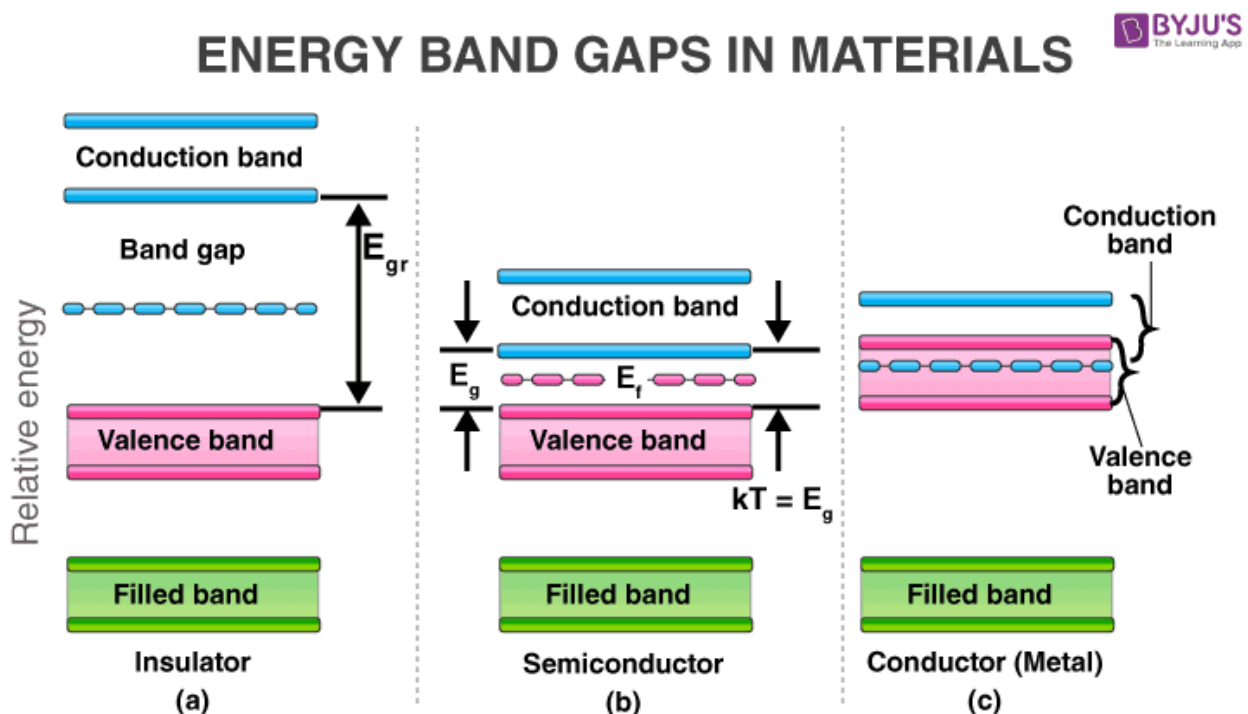 BYJU'S
The Learning App
ENERGY BAND GAPS IN MATERIALS
Relative energy
Conduction band
Band gap
E gr
Valence band
Filled band
Insulator
(a)
Conduction band
E g
E f
Valence band
kT = E g
Filled band
Semiconductor
(b)
Conduction
band
Valence
band
Filled band
Conductor (Metal)
(c)